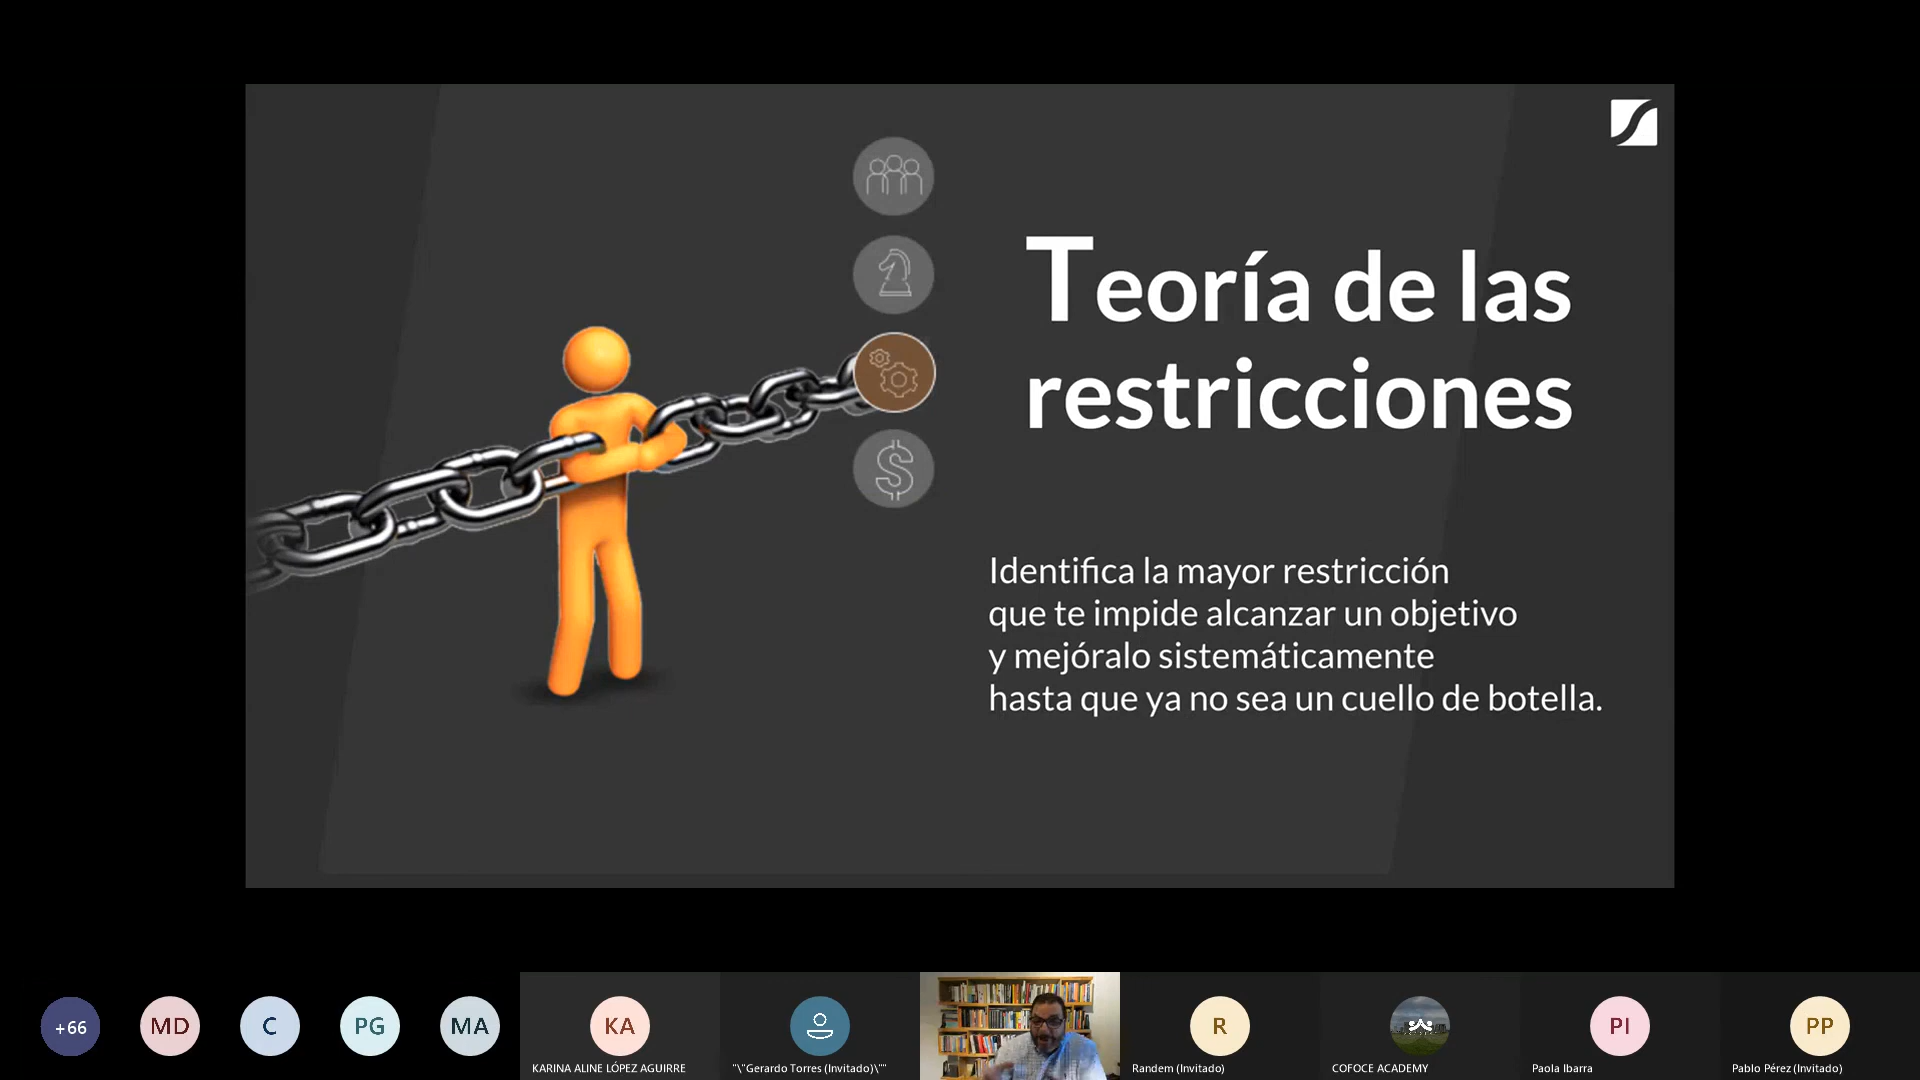 Teoría de las
restricciones
Identifica la mayor restricción
que te impide alcanzar un objetivo
y mejóralo sistemáticamente
hasta que ya no sea un cuello de botella.
+66
MD
C
PG
MA
KA
KARINA ALINE LÓPEZ AGUIRRE
"\"Gerardo Torres (Invitado)\""
R
Randem (Invitado)
COFOCE ACADEMY
PI
Paola Ibarra
PP
Pablo Pérez (Invitado)